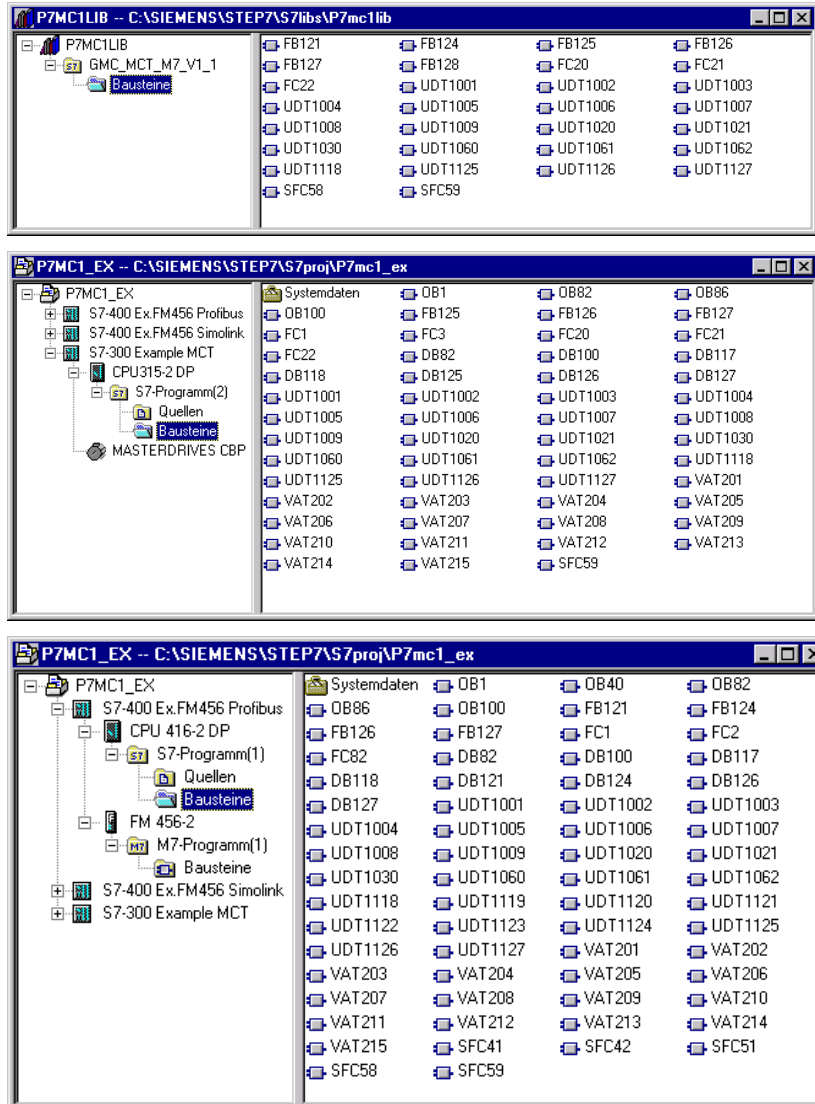 P7MC1LIB -- C:\SIEMENS\STEP7\S7libs\P7mc1lib
P7MC1LIB
GMC_MCT_M7_V1_1
Bausteine
FB121 FB124 FB125 FB126
FB127 FB128 FC20 FC21
FC22 UDT1001 UDT1002 UDT1003
UDT1004 UDT1005 UDT1006 UDT1007
UDT1008 UDT1009 UDT1020 UDT1021
UDT1030 UDT1060 UDT1061 UDT1062
UDT1118 UDT1125 UDT1126 UDT1127
SFC58 SFC59
P7MC1_EX -- C:\SIEMENS\STEP7\S7proj\P7mc1_ex
P7MC1_EX
S7-400 Ex.FM456 Profibus
S7-400 Ex.FM456 Simolink
S7-300 Example MCT
CPU315-2 DP
S7-Programm(2)
Quellen
Bausteine
MASTERDRIVES CBP
Systemdaten OB1 OB82 OB86
OB100 FB125 FB126 FB127
FC1 FC3 FC20 FC21
FC22 DB82 DB100 DB117
DB118 DB125 DB126 DB127
UDT1001 UDT1002 UDT1003 UDT1004
UDT1005 UDT1006 UDT1007 UDT1008
UDT1009 UDT1020 UDT1021 UDT1030
UDT1060 UDT1061 UDT1062 UDT1118
UDT1125 UDT1126 UDT1127 VAT201
VAT202 VAT203 VAT204 VAT205
VAT206 VAT207 VAT208 VAT209
VAT210 VAT211 VAT212 VAT213
VAT214 VAT215 SFC59
P7MC1_EX -- C:\SIEMENS\STEP7\S7proj\P7mc1_ex
P7MC1_EX
S7-400 Ex.FM456 Profibus
CPU 416-2 DP
S7-Programm(1)
Quellen
Bausteine
FM 456-2
M7-Programm(1)
Bausteine
S7-400 Ex.FM456 Simolink
S7-300 Example MCT
Systemdaten OB1 OB40 OB82
OB86 OB100 FB121 FB124
FB126 FB127 FC1 FC2
FC82 DB82 DB100 DB117
DB118 DB121 DB124 DB126
DB127 UDT1001 UDT1002 UDT1003
UDT1004 UDT1005 UDT1006 UDT1007
UDT1008 UDT1009 UDT1020 UDT1021
UDT1030 UDT1060 UDT1061 UDT1062
UDT1118 UDT1119 UDT1120 UDT1121
UDT1122 UDT1123 UDT1124 UDT1125
UDT1126 UDT1127 VAT201 VAT202
VAT203 VAT204 VAT205 VAT206
VAT207 VAT208 VAT209 VAT210
VAT211 VAT212 VAT213 VAT214
VAT215 SFC41 SFC42 SFC51
SFC58 SFC59